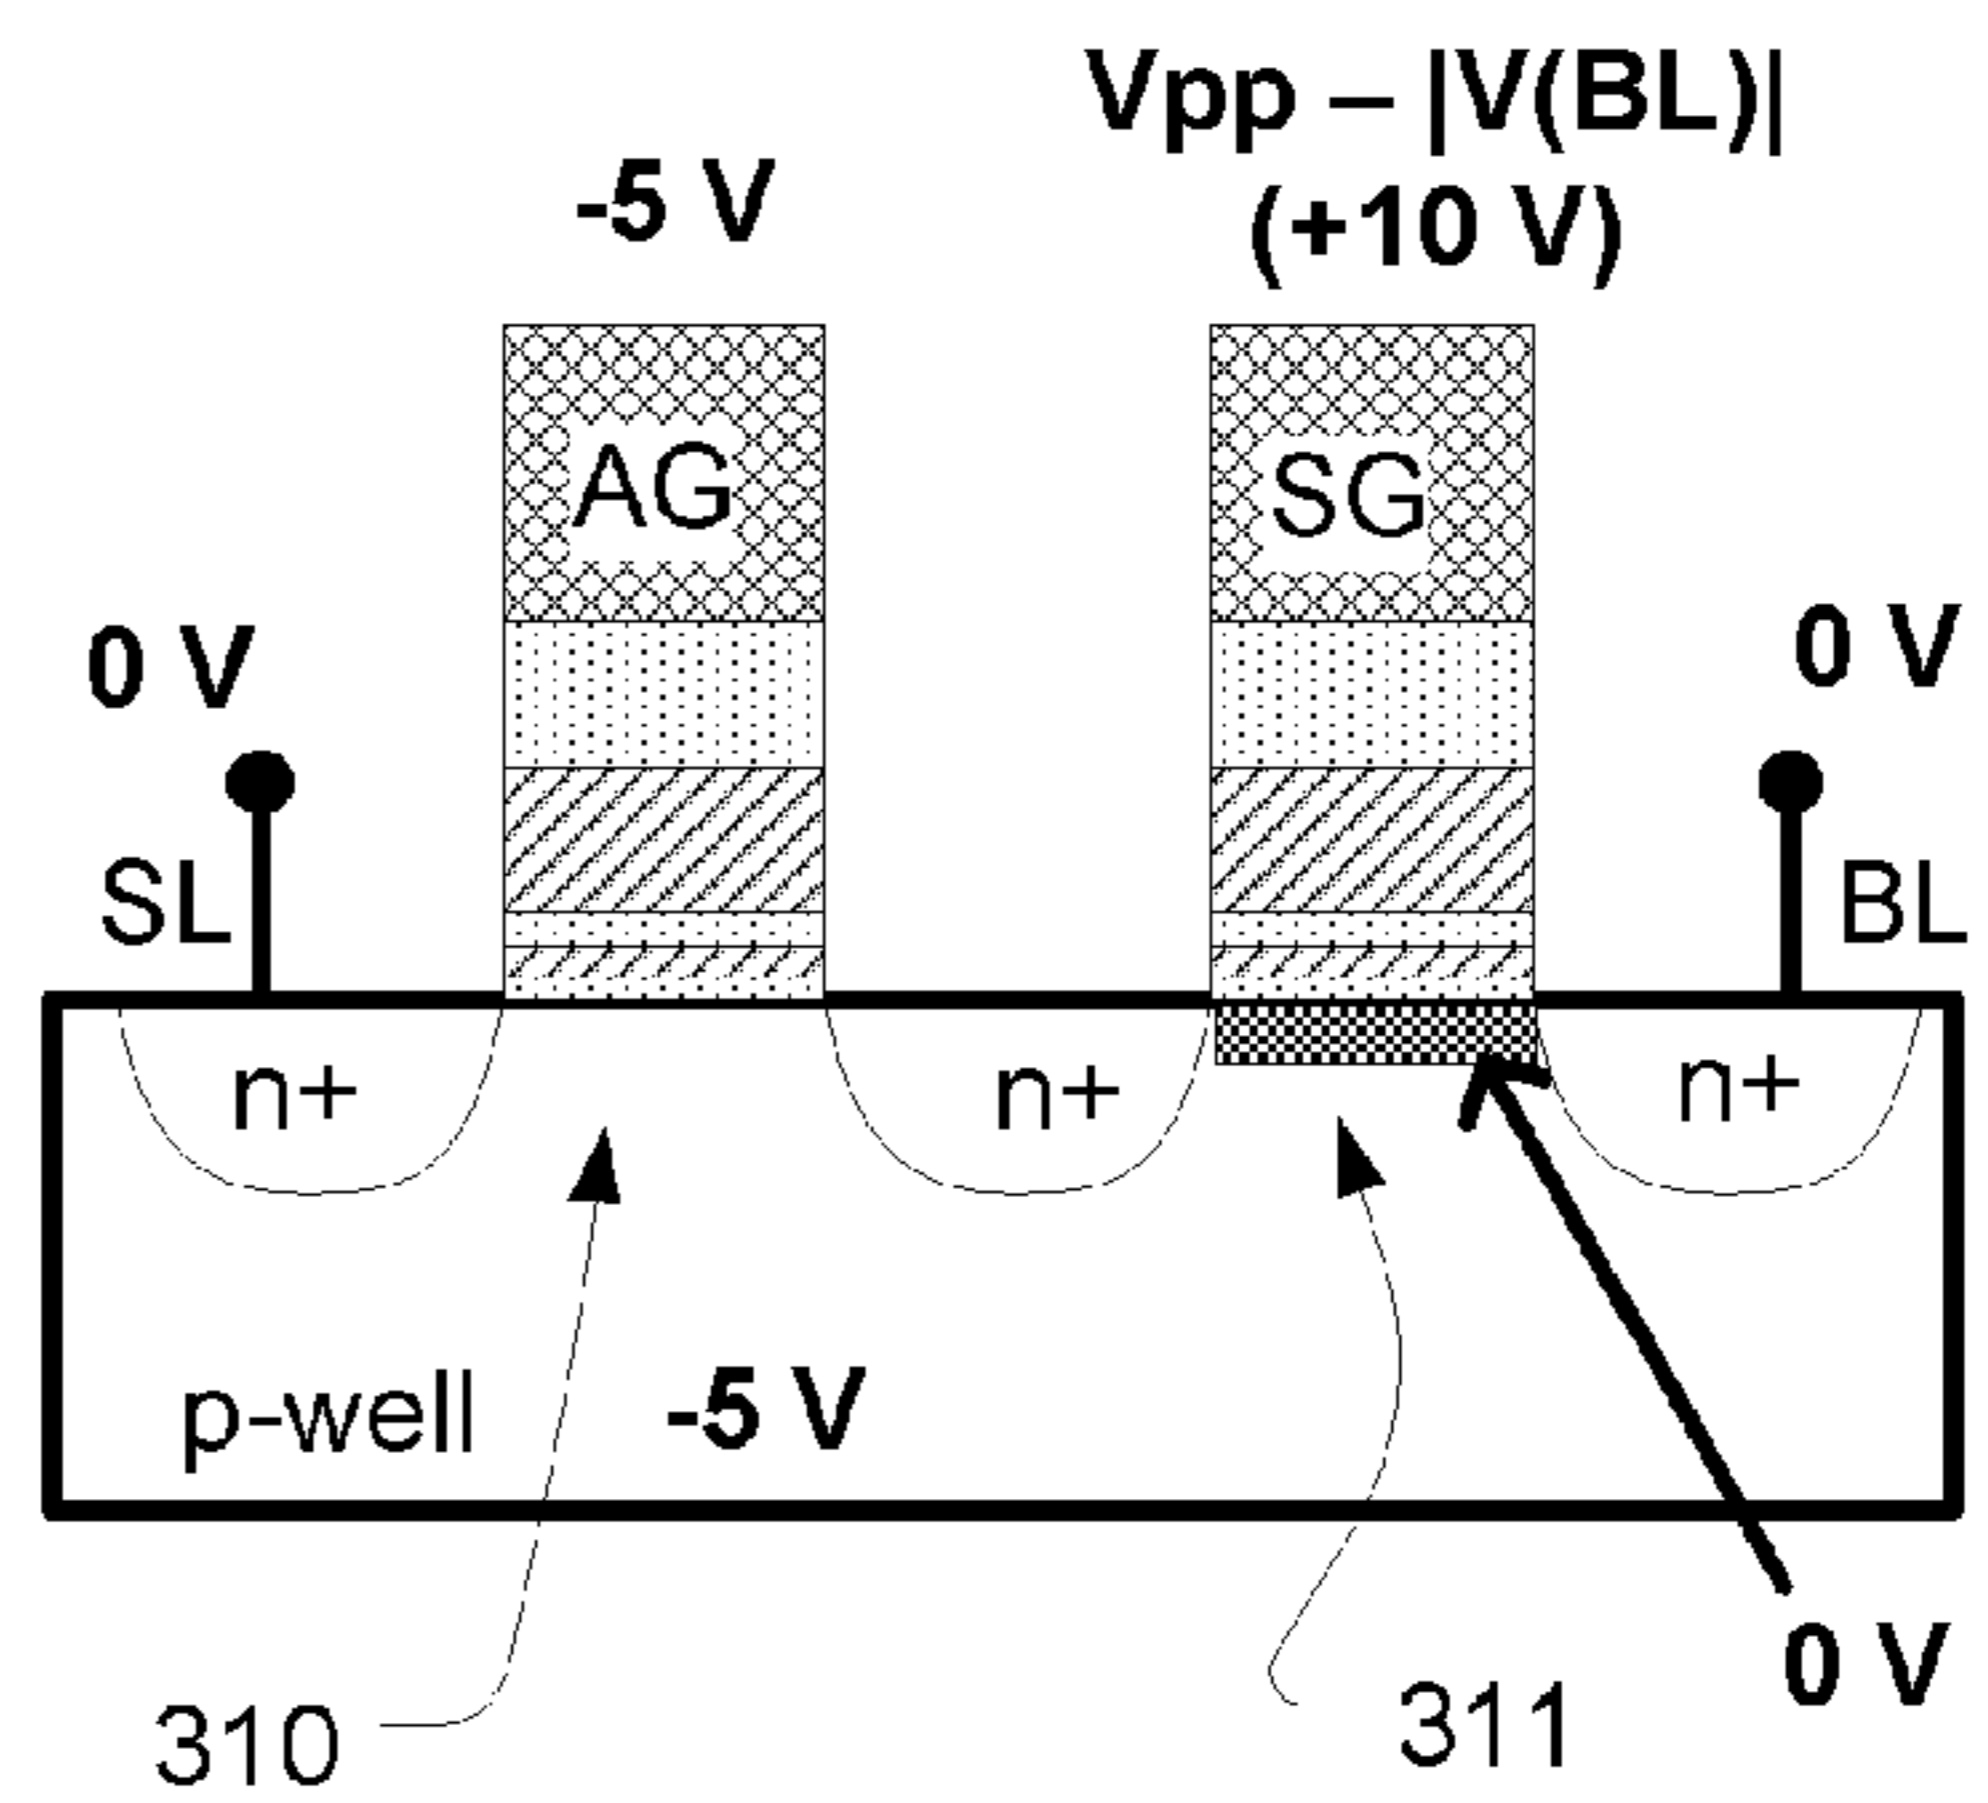 Vpp – |V(BL)|
-5 V
(+10 V)
AG
SG
0 V
0 V
SL
BL
n+
n+
n+
p-well
-5 V
0 V
310
311